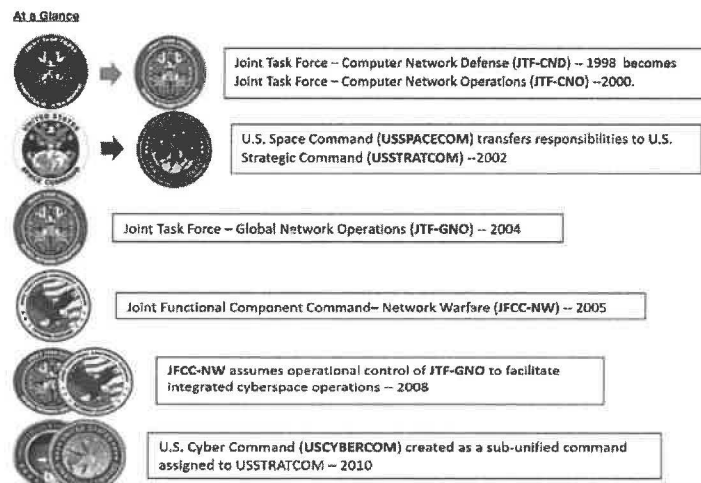 At a Glance
Joint Task Force – Computer Network Defense (JTF-CND) -- 1998 becomes
Joint Task Force – Computer Network Operations (JTF-CNO) --2000.
U.S. Space Command (USSPACECOM) transfers responsibilities to U.S.
Strategic Command (USSTRATCOM) --2002
Joint Task Force – Global Network Operations (JTF-GNO) -- 2004
Joint Functional Component Command– Network Warfare (JFCC-NW) -- 2005
JFCC-NW assumes operational control of JTF-GNO to facilitate
integrated cyberspace operations -- 2008
U.S. Cyber Command (USCYBERCOM) created as a sub-unified command
assigned to USSTRATCOM -- 2010